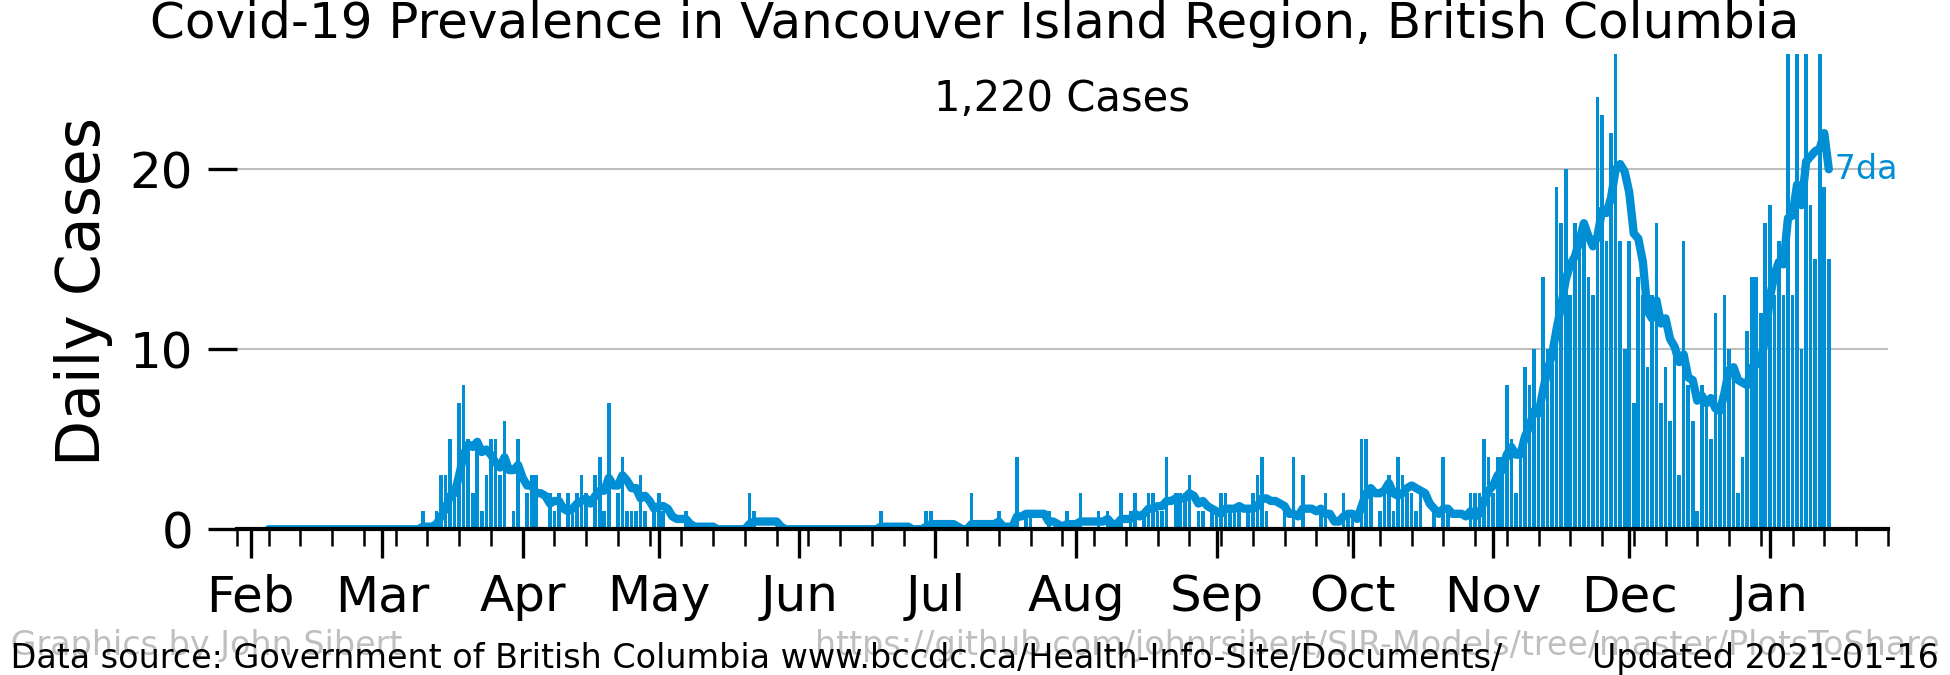 Covid-19 Prevalence in Vancouver Island Region, British Columbia
1,220 Cases
Daily Cases
20
10
0
7da
Feb Mar Apr May Jun Jul Aug Sep Oct Nov Dec Jan
Graphics by John Sibert https://github.com/johnrsibert/SIR-Models/tree/master/PlotsToShare
Data source: Government of British Columbia www.bccdc.ca/Health-Info-Site/Documents/ Updated 2021-01-16